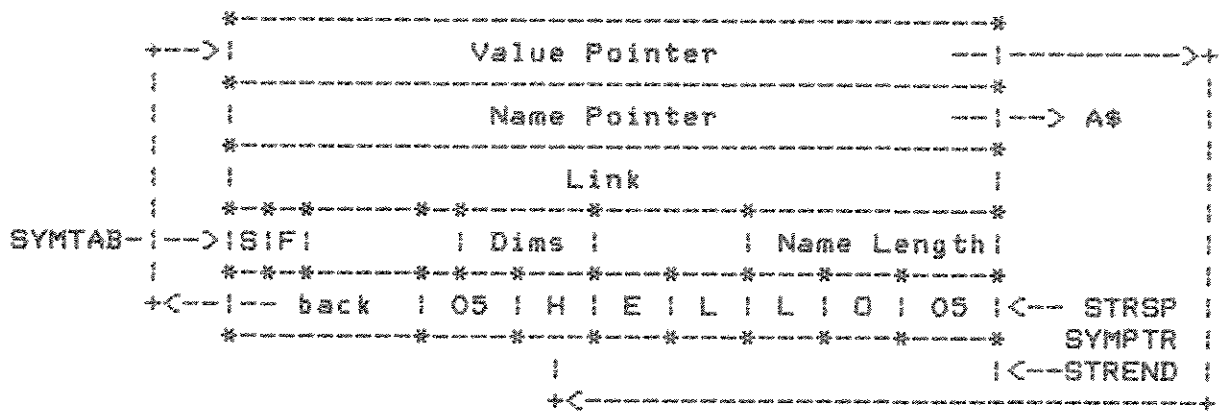 Value Pointer
Name Pointer --> A$
Link
SYMTAB--->|S|F| | Dims | | Name Length|
<--|-- back | 05 | H | E | L | L | O | 05 |<-- STRSP
SYMPTR
<--STREND